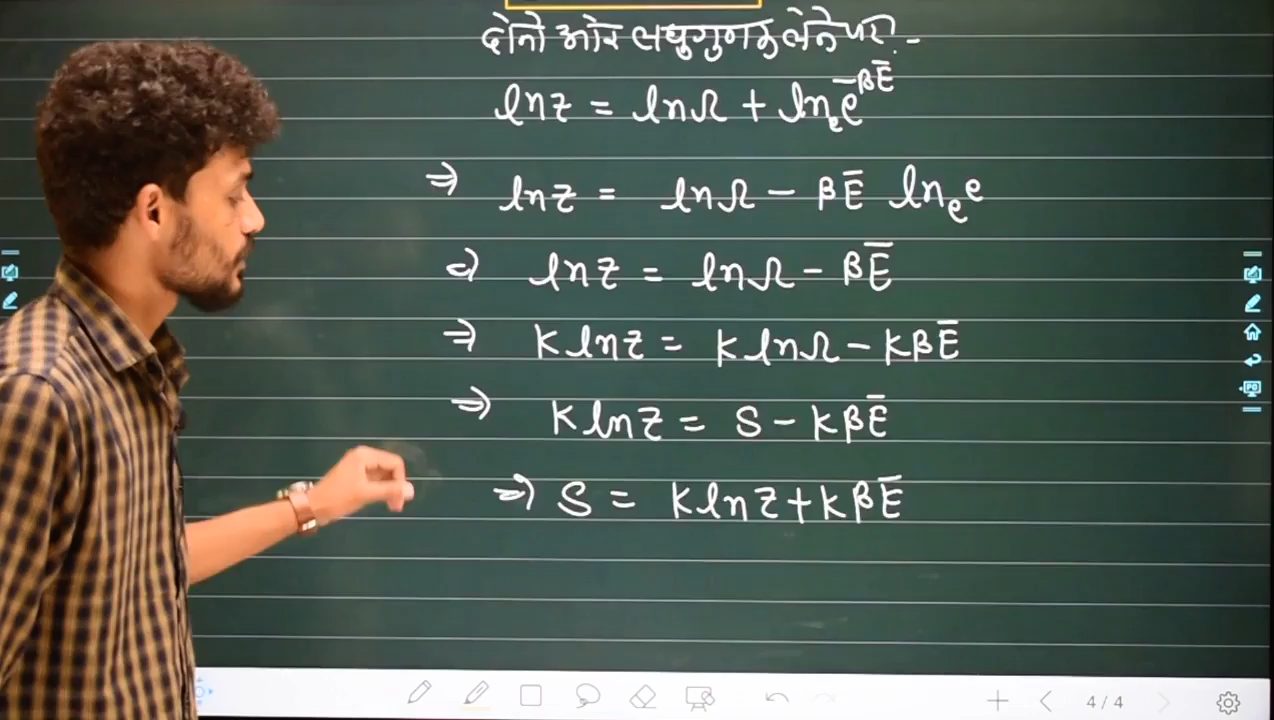 दोनो ओर लघुगुणक लेने पर :-
lnz = lnΩ + lnₑe^-βĒ
⇒ lnz = lnΩ - βĒ lnₑe
⇒ lnz = lnΩ - βĒ
⇒ klnz = klnΩ - kβĒ
⇒ klnz = S - kβĒ
⇒ S = klnz + kβĒ
4/4